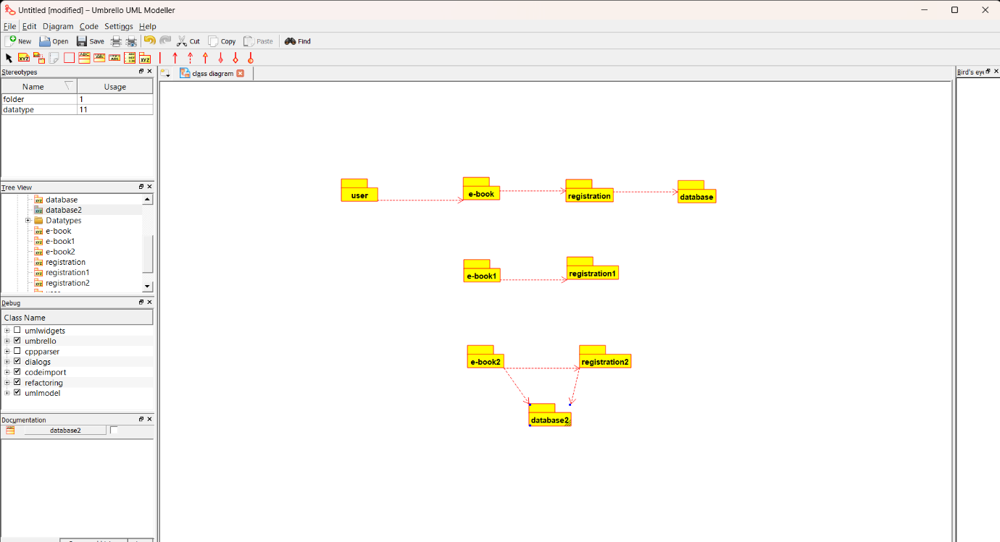 Untitled [modified] – Umbrello UML Modeller
File Edit Diagram Code Settings Help
New Open Save Cut Copy Paste Find
Stereotypes
Name Usage
folder 1
datatype 11
Tree View
database
database2
Datatypes
e-book
e-book1
e-book2
registration
registration1
registration2
Debug
Class Name
umlwidgets
umbrello
cppparser
dialogs
codeimport
refactoring
umlmodel
Documentation
database2
class diagram
user
e-book
registration
database
e-book1
registration1
e-book2
registration2
database2
Bird's eye